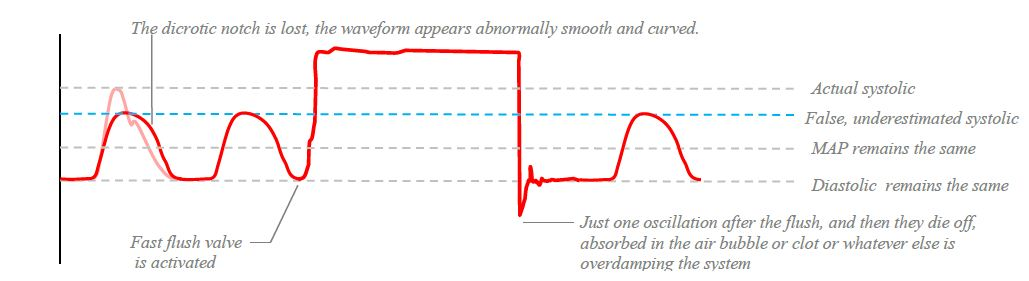 The dicrotic notch is lost, the waveform appears abnormally smooth and curved.
Actual systolic
False, underestimated systolic
MAP remains the same
Diastolic remains the same
Fast flush valve
is activated
Just one oscillation after the flush, and then they die off,
absorbed in the air bubble or clot or whatever else is
overdamping the system